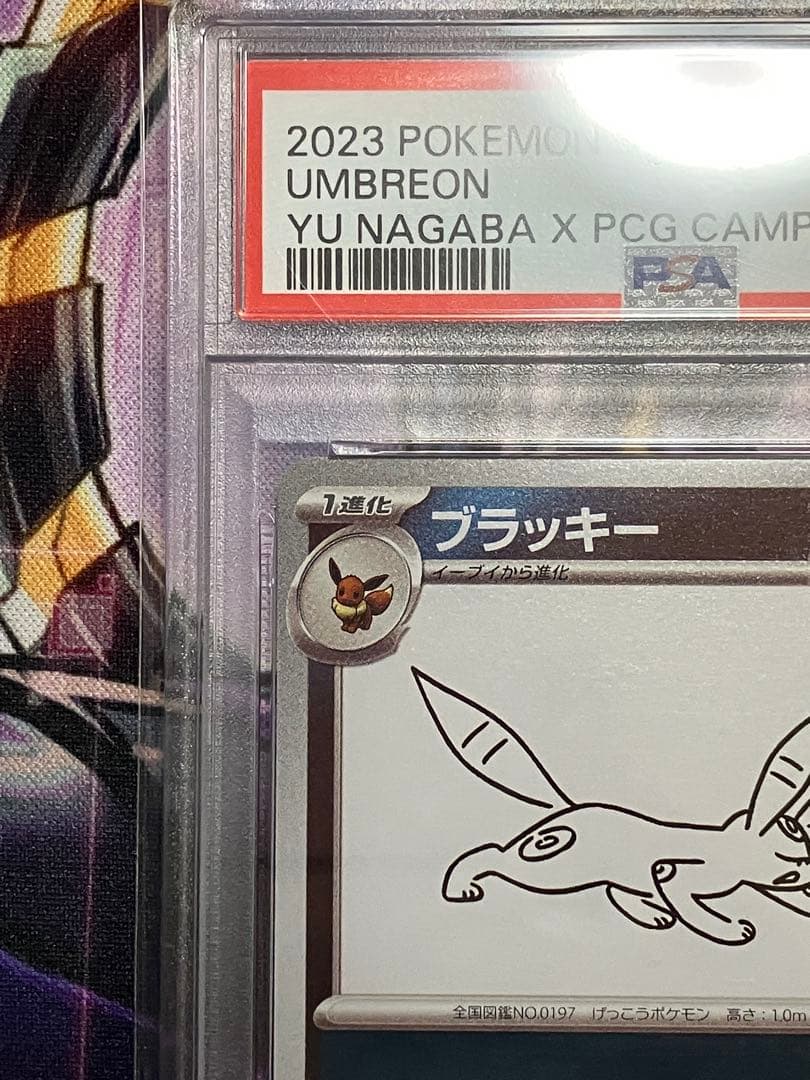 2023 POKEMON
UMBREON
YU NAGABA X PCG CAMP
PSA
1進化
ブラッキー
イーブイから進化
全国図鑑NO.0197 げっこうポケモン 高さ:1.0m